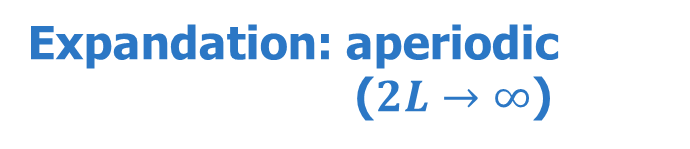 Expandation: aperiodic
(2L → ∞)